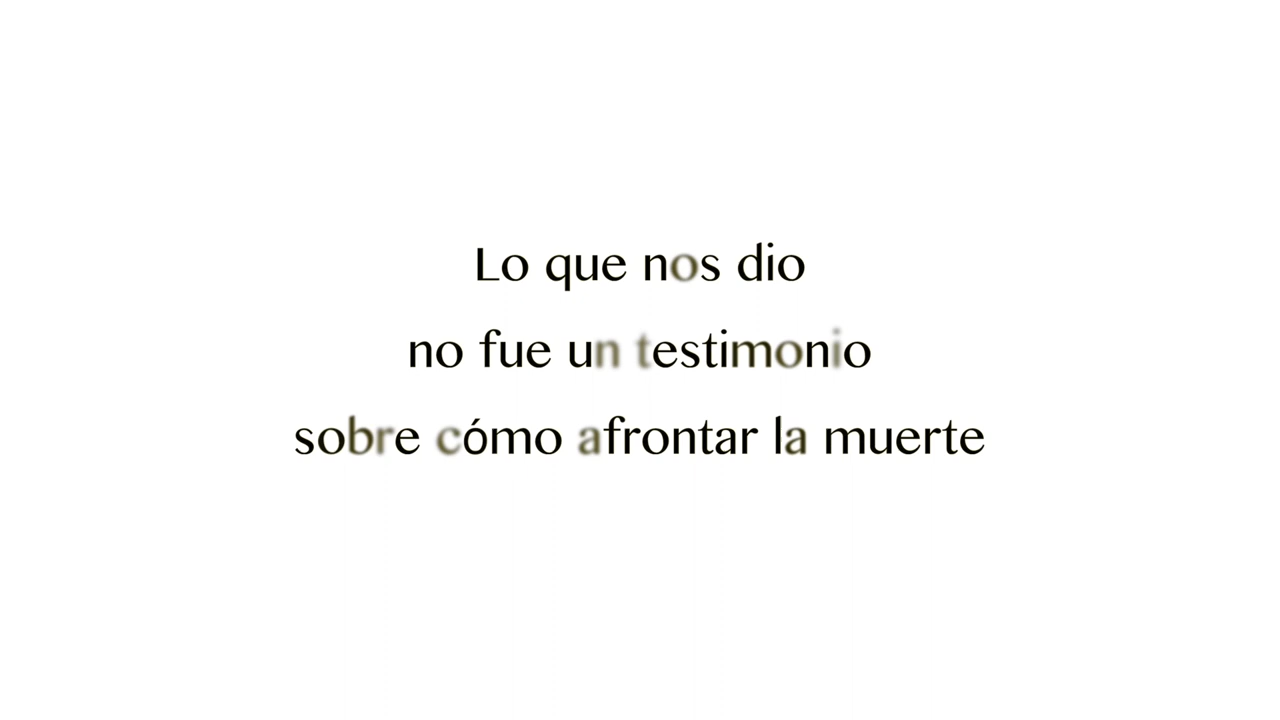 Lo que nos dio
no fue un testimonio
sobre cómo afrontar la muerte